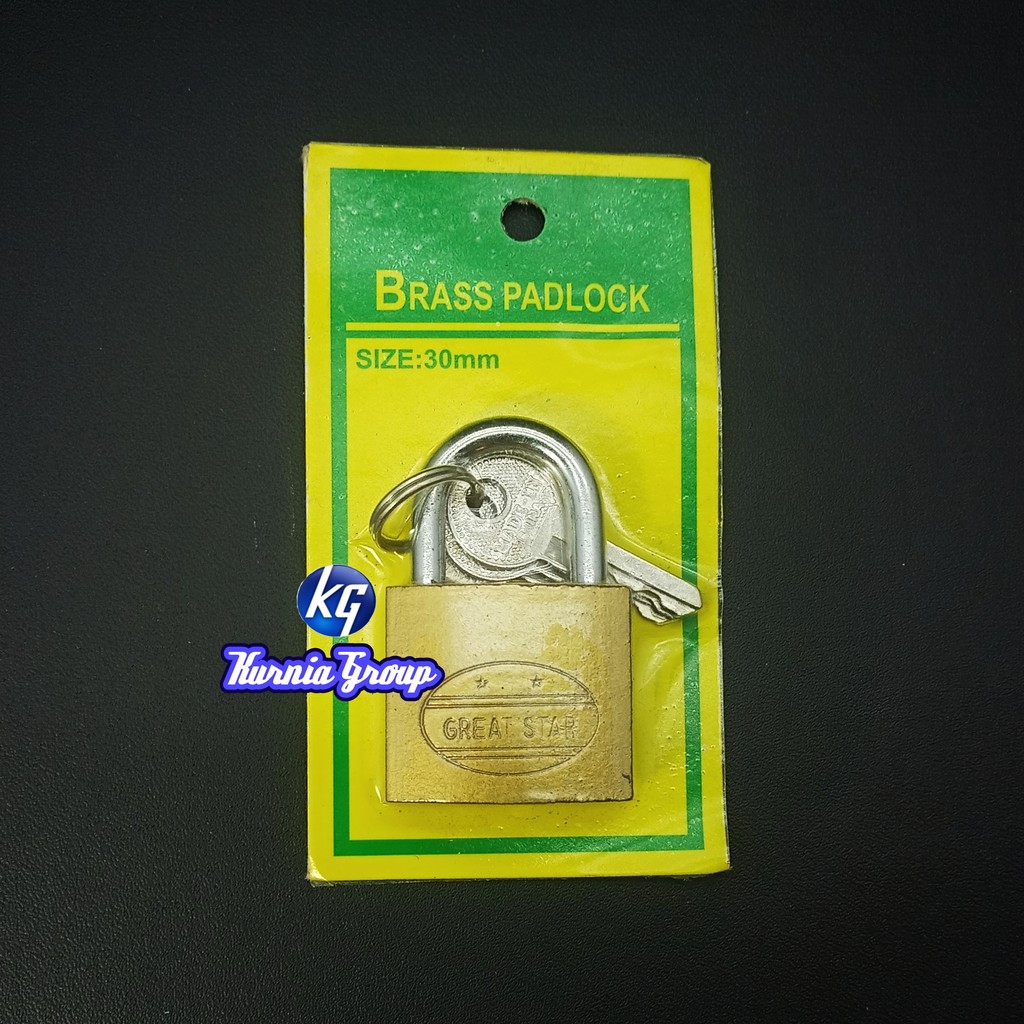 BRASS PADLOCK
SIZE:30mm
KG
Kurnia Group
GREAT STAR